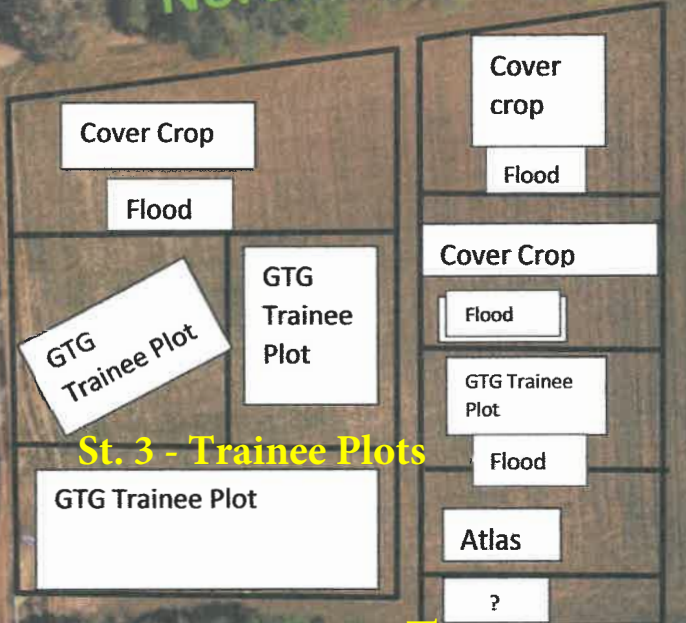 Cover Crop
Flood
GTG
Trainee Plot
GTG
Trainee
Plot
St. 3 - Trainee Plots
GTG Trainee Plot
Cover
crop
Flood
Cover Crop
Flood
GTG Trainee
Plot
Flood
Atlas
?